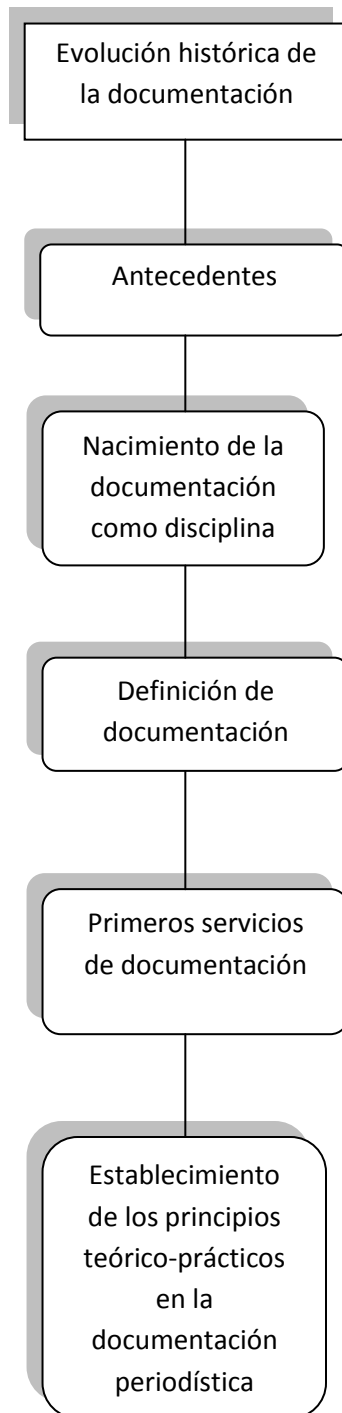 Evolución histórica de
la documentación
Antecedentes
Nacimiento de la
documentación
como disciplina
Definición de
documentación
Primeros servicios
de documentación
Establecimiento
de los principios
teórico-prácticos
en la
documentación
periodística